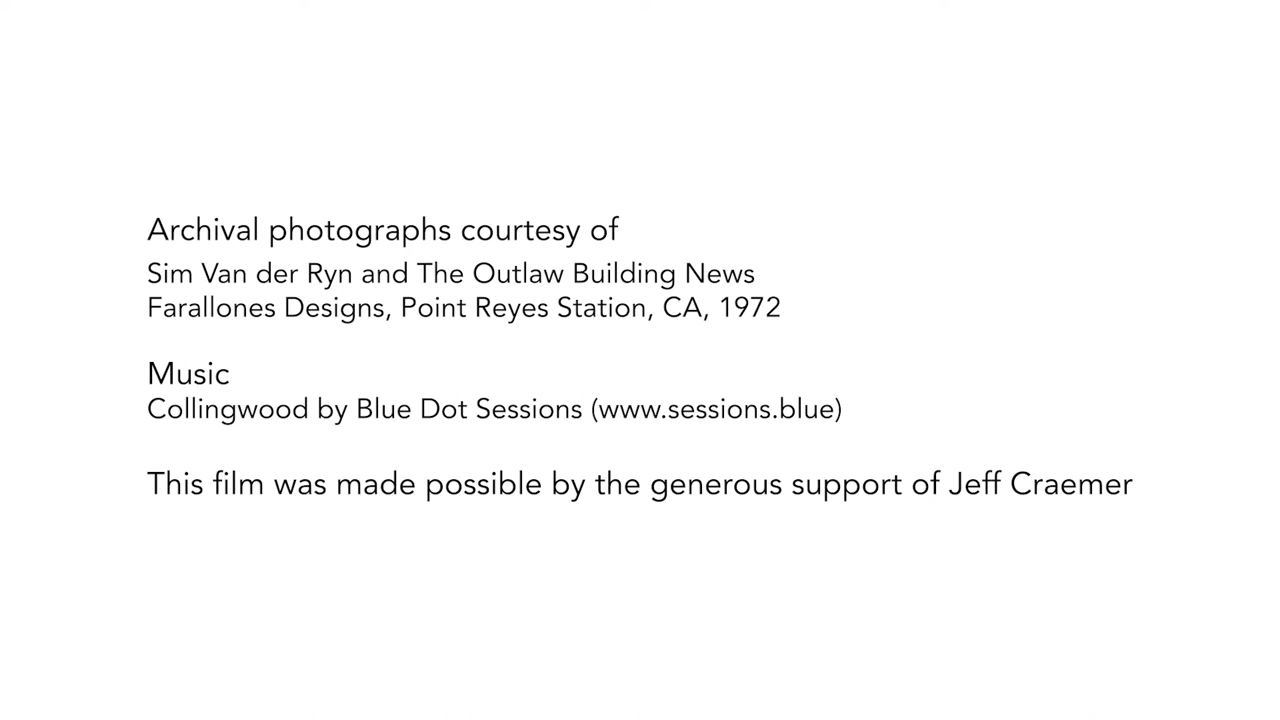 Archival photographs courtesy of
Sim Van der Ryn and The Outlaw Building News
Farallones Designs, Point Reyes Station, CA, 1972
Music
Collingwood by Blue Dot Sessions (www.sessions.blue)
This film was made possible by the generous support of Jeff Craemer